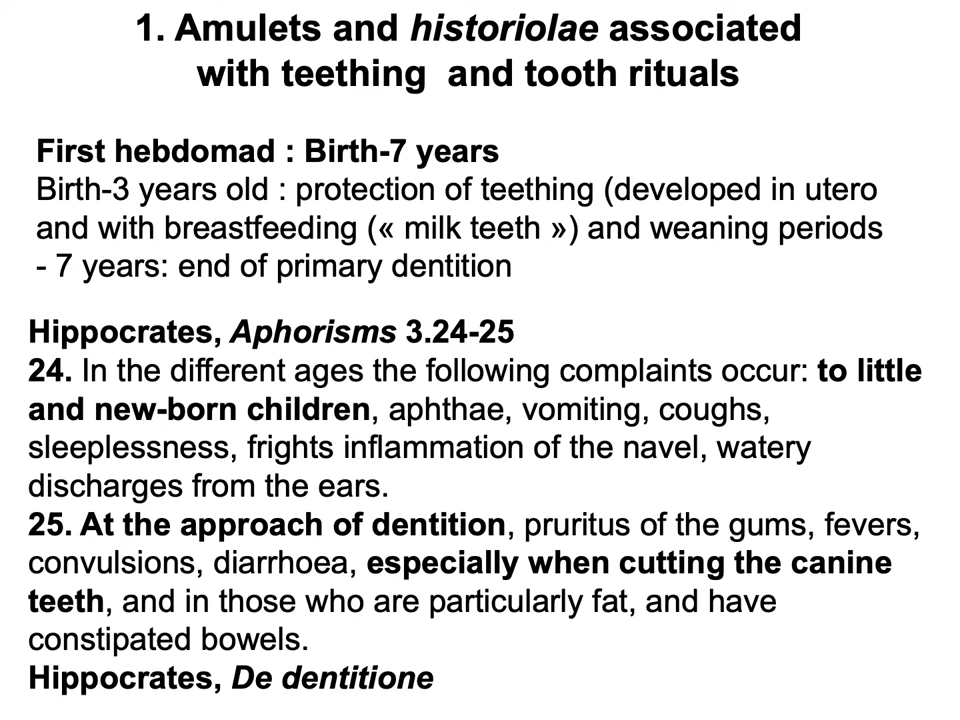 1. Amulets and historiolae associated
with teething and tooth rituals
First hebdomad : Birth-7 years
Birth-3 years old : protection of teething (developed in utero
and with breastfeeding (« milk teeth ») and weaning periods
- 7 years: end of primary dentition
Hippocrates, Aphorisms 3.24-25
24. In the different ages the following complaints occur: to little
and new-born children, aphthae, vomiting, coughs,
sleeplessness, frights inflammation of the navel, watery
discharges from the ears.
25. At the approach of dentition, pruritus of the gums, fevers,
convulsions, diarrhoea, especially when cutting the canine
teeth, and in those who are particularly fat, and have
constipated bowels.
Hippocrates, De dentitione